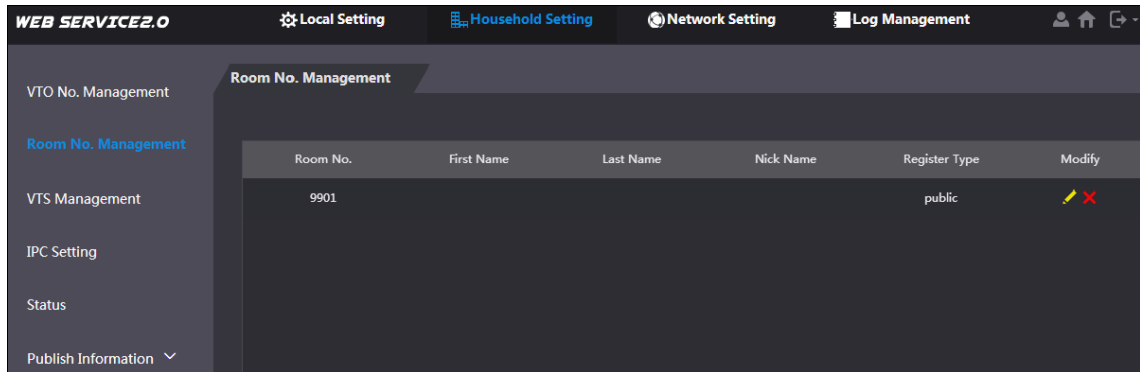 WEB SERVICE2.0
Local Setting
Household Setting
Network Setting
Log Management
VTO No. Management
Room No. Management
VTS Management
IPC Setting
Status
Publish Information
Room No. Management
Room No. First Name Last Name Nick Name Register Type Modify
9901 public